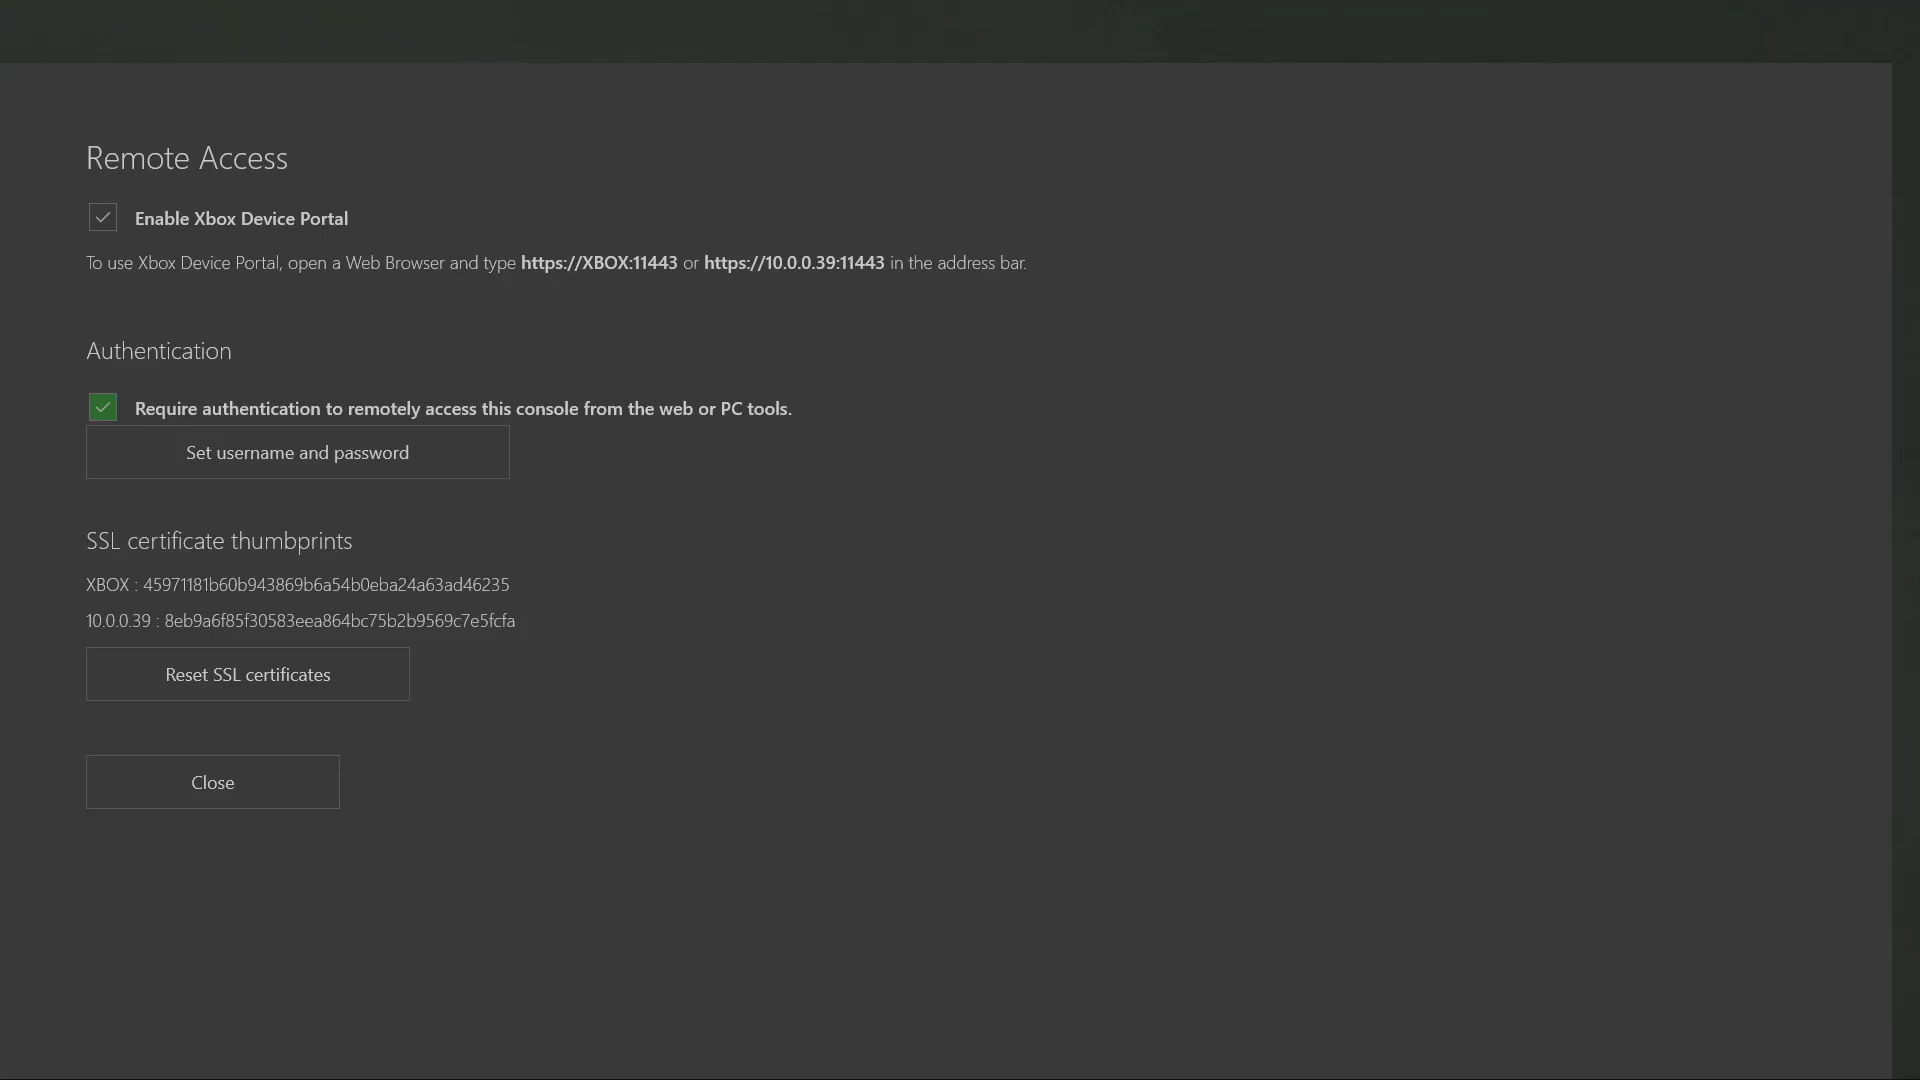 Remote Access
Enable Xbox Device Portal
To use Xbox Device Portal, open a Web Browser and type https://XBOX:11443 or https://10.0.0.39:11443 in the address bar.
Authentication
Require authentication to remotely access this console from the web or PC tools.
Set username and password
SSL certificate thumbprints
XBOX : 45971181b60b943869b6a54b0eba24a63ad46235
10.0.0.39 : 8eb9a6f85f30583eea864bc75b2b9569c7e5fcfa
Reset SSL certificates
Close